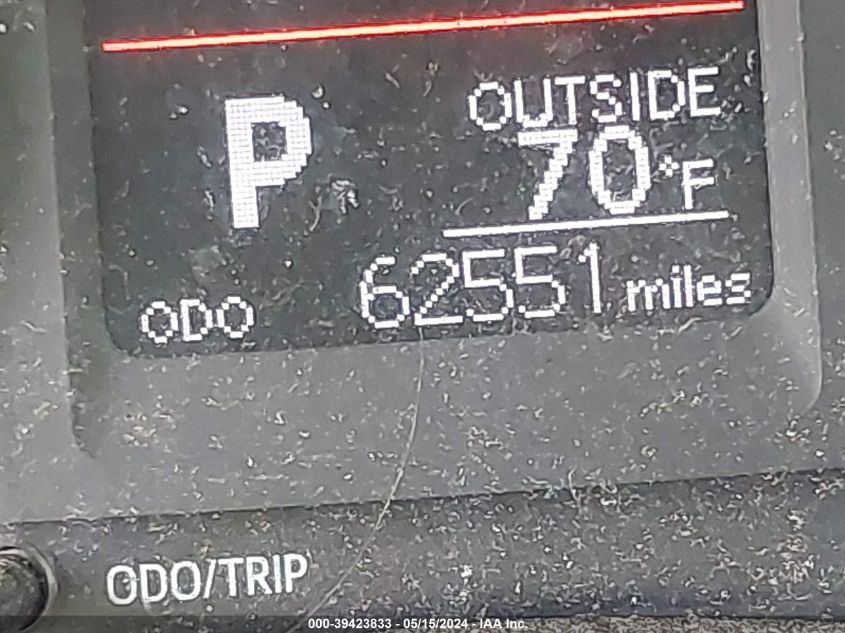 P
OUTSIDE
70°F
ODO 62551 miles
ODO/TRIP
000-39423833 - 05/15/2024 - IAA Inc.